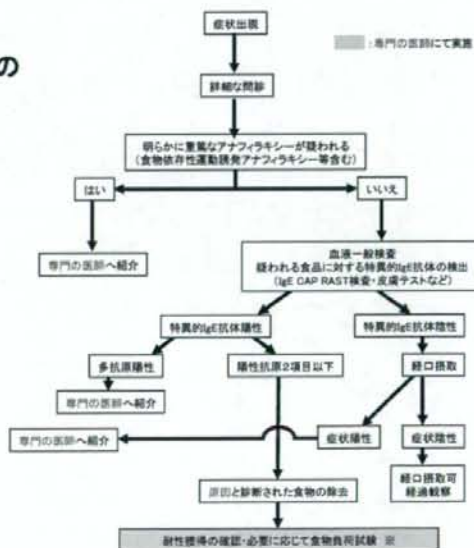 の
症状出現
：専門の医師にて実施
詳細な問診
明らかに重篤なアナフィラキシーが疑われる
（食物依存性運動誘発アナフィラキシー等含む）
はい
いいえ
専門の医師へ紹介
血液一般検査
疑われる食品に対する特異的IgE抗体の検出
（IgE CAP RAST検査・皮膚テストなど）
特異的IgE抗体陽性
特異的IgE抗体陰性
多抗原陽性
陽性抗原2項目以下
経口摂取
専門の医師へ紹介
専門の医師へ紹介
症状陽性
症状陰性
原因と診断された食物の除去
経口摂取可
経過観察
耐性獲得の確認・必要に応じて食物負荷試験 ※